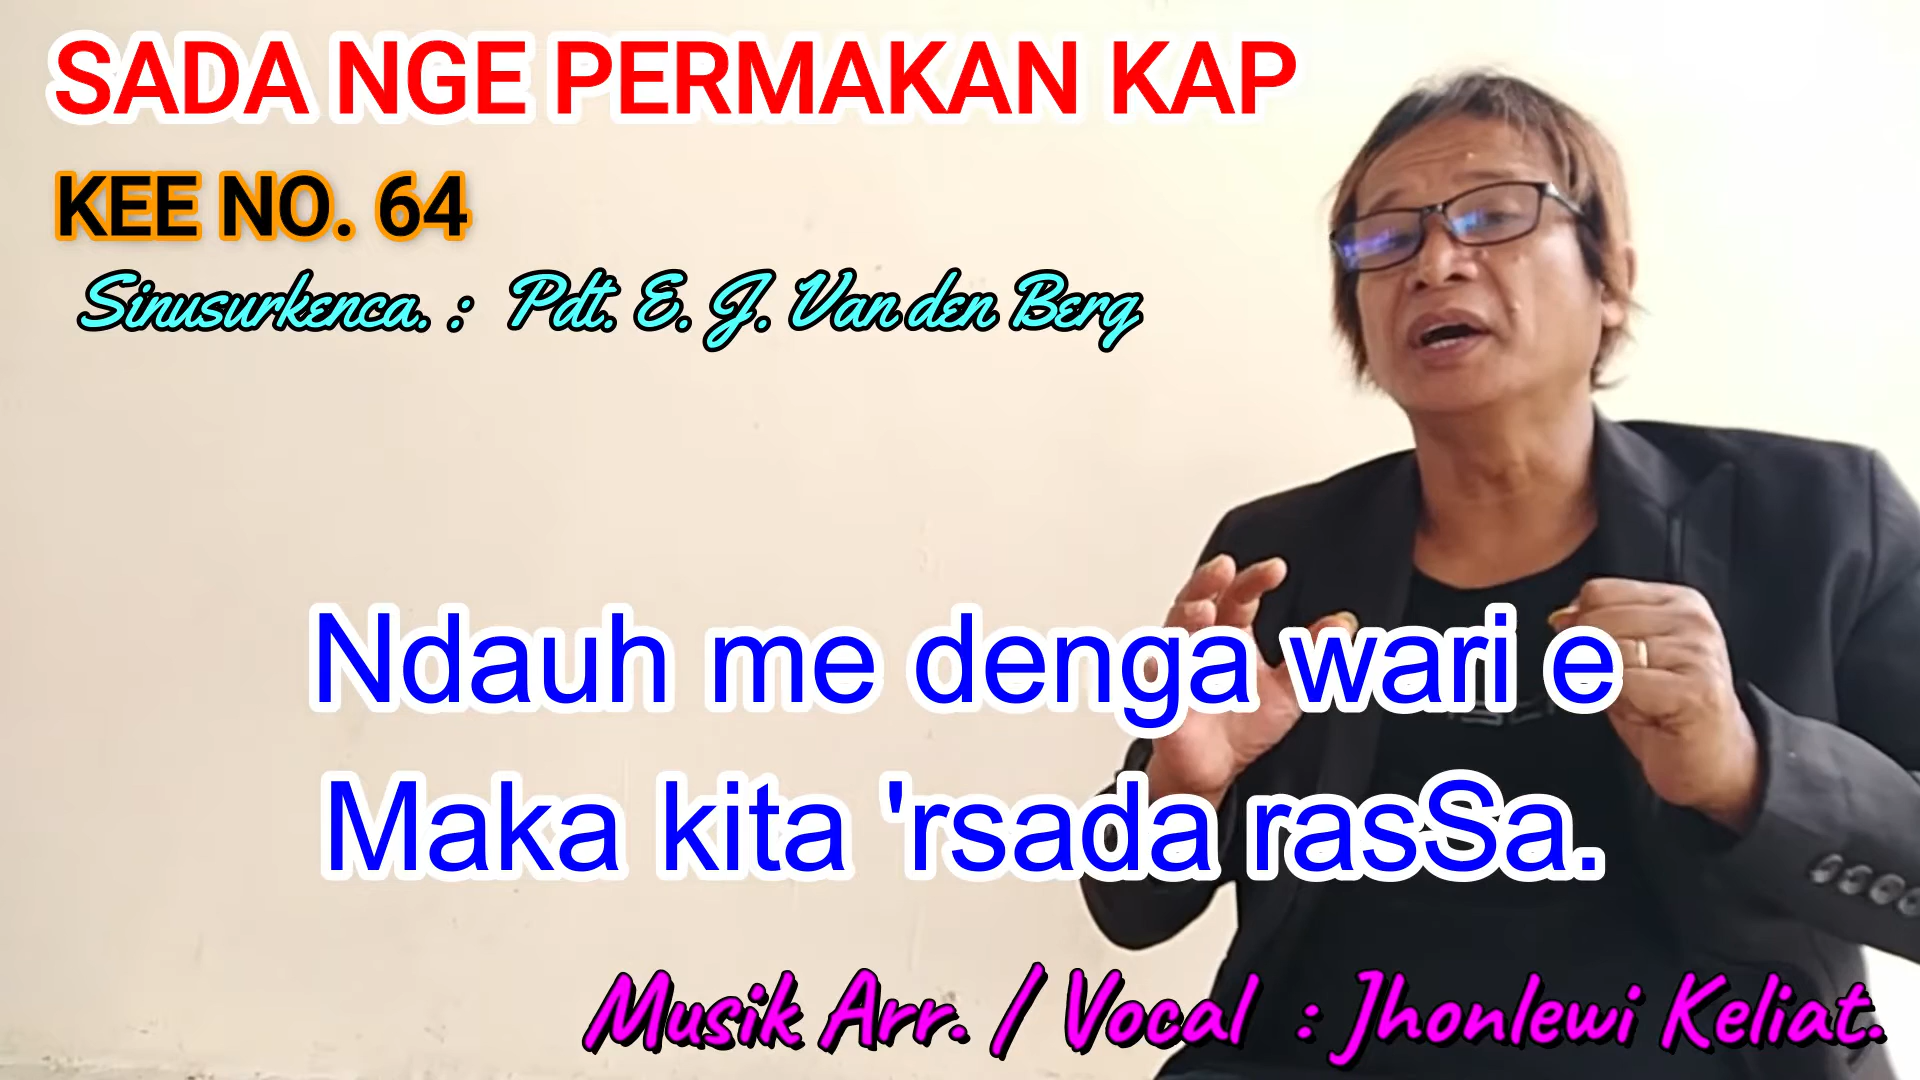 SADA NGE PERMAKAN KAP
KEE NO. 64
Sinusurkenca. : Pdt. E. J. Van den Berg
Ndauh me denga wari e
Maka kita 'rsada rasSa.
Musik Arr. / Vocal : Jhonlewi Keliat.